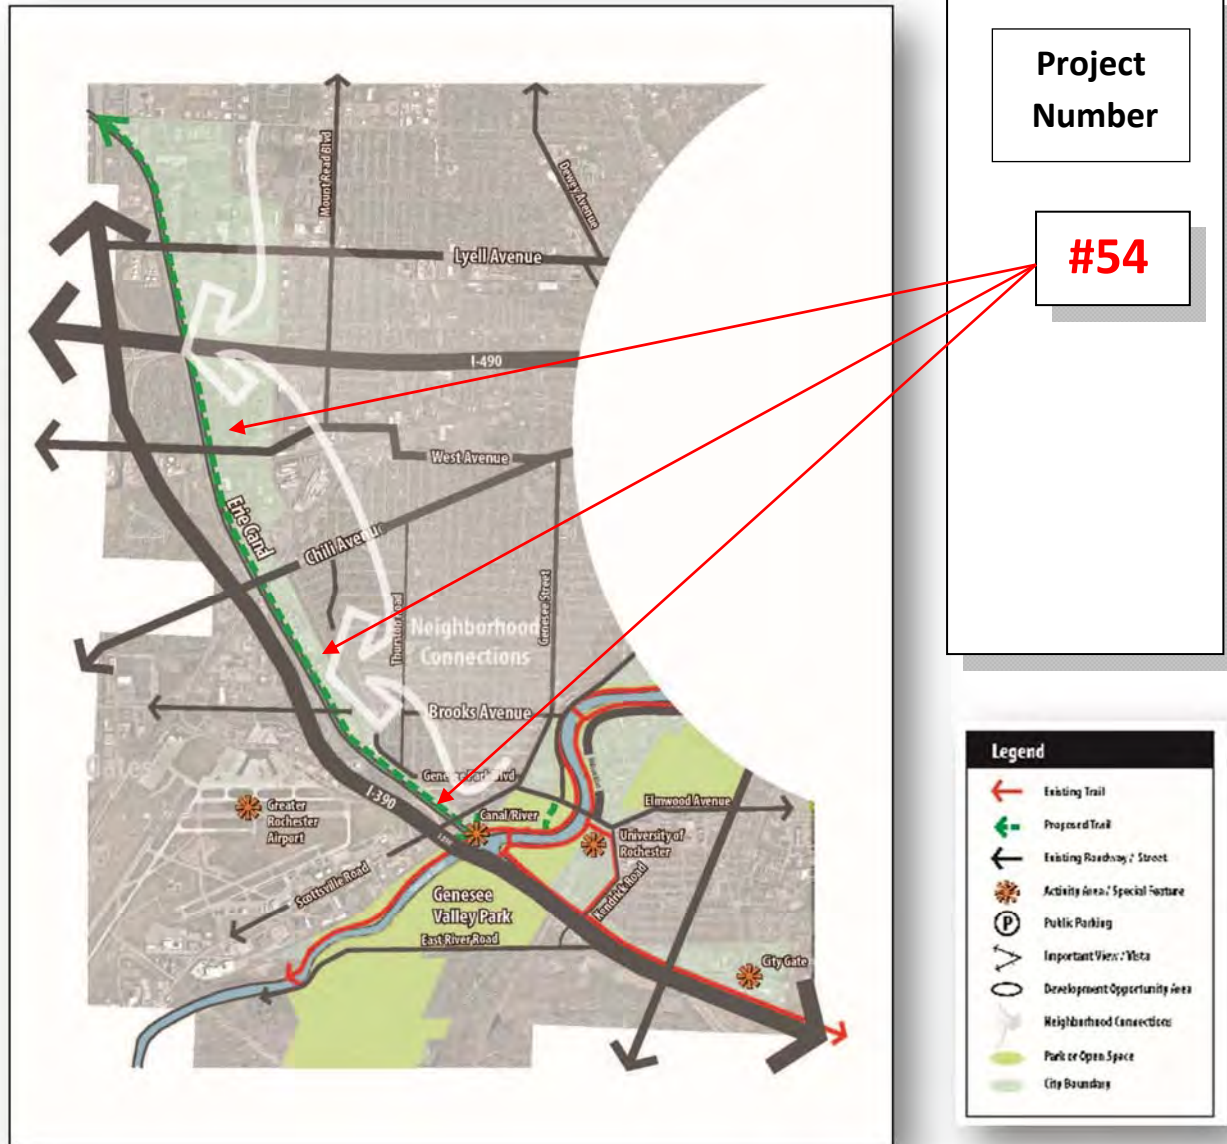 Project
Number
#54
Mount Read Blvd
Dewey Avenue
Lyell Avenue
I-490
West Avenue
Erie Canal
Chili Avenue
Thurston Road
Genesee Street
Neighborhood
Connections
Brooks Avenue
Gates
Genesee Park Blvd
I-390
Greater
Rochester
Airport
Canal/River
Elmwood Avenue
University of
Rochester
Scottsville Road
Genesee
Valley Park
Kendrick Road
East River Road
City Gate
Legend
Existing Trail
Proposed Trail
Existing Roadway / Street
Activity Area / Special Feature
P
Public Parking
Important View / Vista
Development Opportunity Area
Neighborhood Connections
Park or Open Space
City Boundary